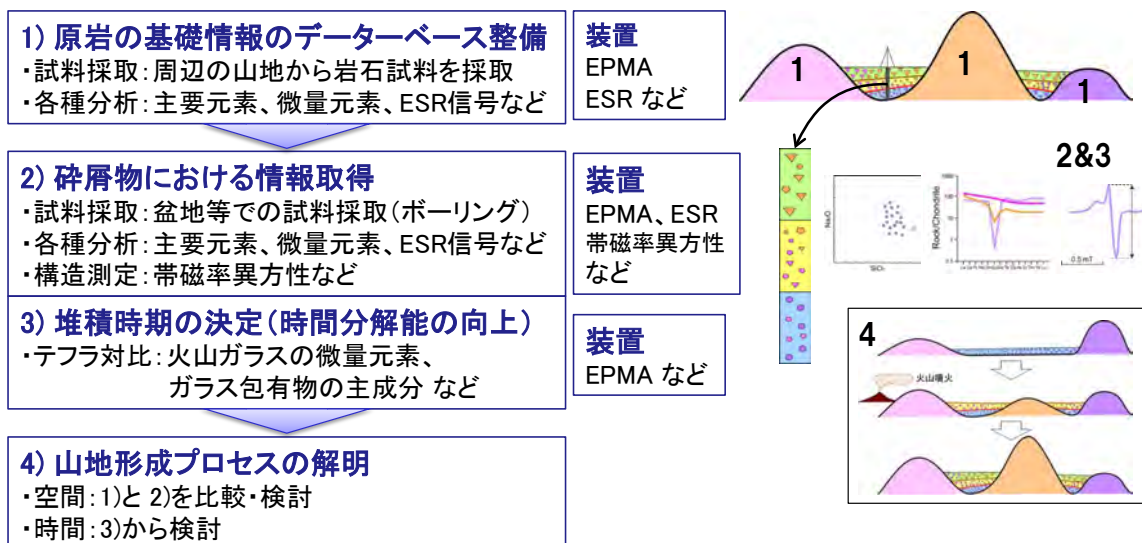 1) 原岩の基礎情報のデーターベース整備
・試料採取：周辺の山地から岩石試料を採取
・各種分析：主要元素、微量元素、ESR信号など
装置
EPMA
ESR など
2) 砕屑物における情報取得
・試料採取：盆地等での試料採取（ボーリング）
・各種分析：主要元素、微量元素、ESR信号など
・構造測定：帯磁率異方性など
装置
EPMA、ESR
帯磁率異方性
など
3) 堆積時期の決定（時間分解能の向上）
・テフラ対比：火山ガラスの微量元素、
ガラス包有物の主成分 など
装置
EPMA など
4) 山地形成プロセスの解明
・空間：1)と 2)を比較・検討
・時間：3)から検討
1
1
1
2&3
Na₂O
SiO₂
Rock/Chondrite
1000
100
10
1
0.1
0.5 mT
4
火山噴火